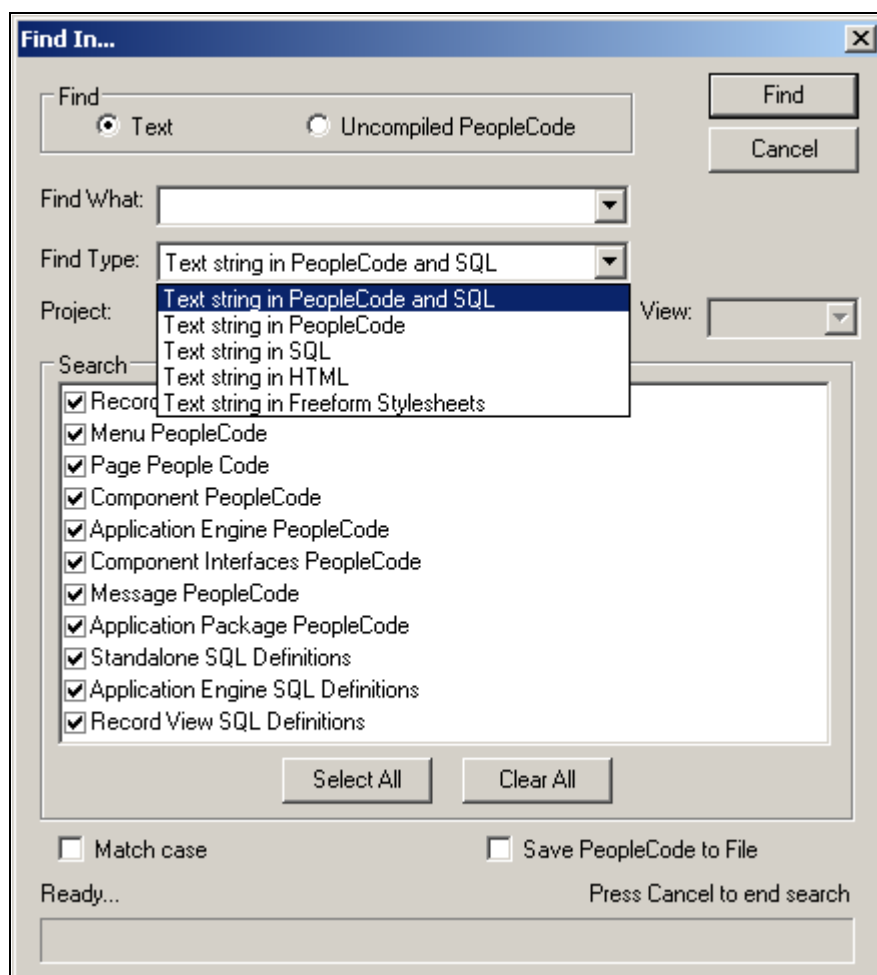 Find In...
Find
Text
Uncompiled PeopleCode
Find
Cancel
Find What:
Find Type: Text string in PeopleCode and SQL
Text string in PeopleCode and SQL
Text string in PeopleCode
Text string in SQL
Text string in HTML
Text string in Freeform Stylesheets
Project:
View:
Search
Record
Menu PeopleCode
Page People Code
Component PeopleCode
Application Engine PeopleCode
Component Interfaces PeopleCode
Message PeopleCode
Application Package PeopleCode
Standalone SQL Definitions
Application Engine SQL Definitions
Record View SQL Definitions
Select All
Clear All
Match case
Save PeopleCode to File
Ready...
Press Cancel to end search